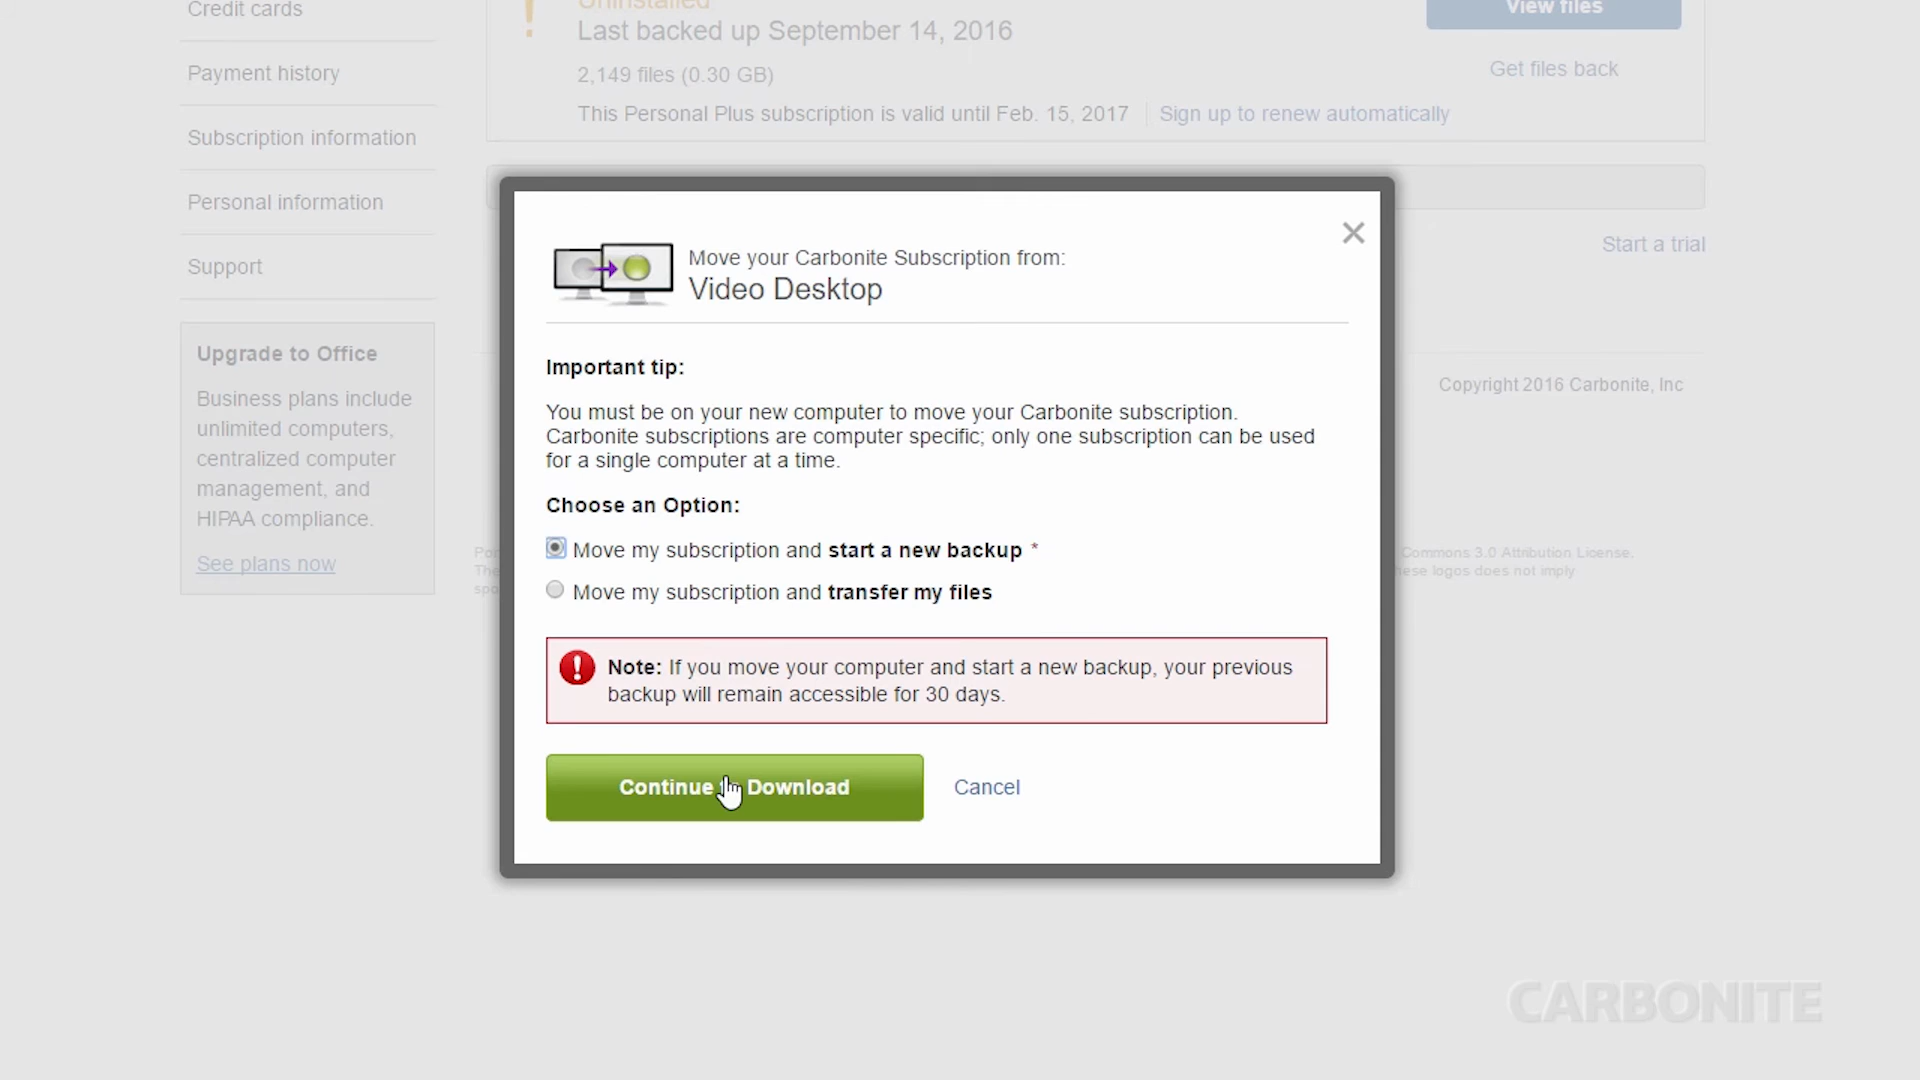 Credit cards
Payment history
Subscription information
Personal information
Support
Upgrade to Office
Business plans include
unlimited computers,
centralized computer
management, and
HIPAA compliance.
See plans now
Uninstalled
Last backed up September 14, 2016
2,149 files (0.30 GB)
This Personal Plus subscription is valid until Feb. 15, 2017
Sign up to renew automatically
View files
Get files back
Start a trial
Move your Carbonite Subscription from:
Video Desktop
Important tip:
You must be on your new computer to move your Carbonite subscription.
Carbonite subscriptions are computer specific; only one subscription can be used
for a single computer at a time.
Choose an Option:
Move my subscription and start a new backup *
Move my subscription and transfer my files
Note: If you move your computer and start a new backup, your previous
backup will remain accessible for 30 days.
Continue Download
Cancel
Copyright 2016 Carbonite, Inc
Commons 3.0 Attribution License.
these logos does not imply
CARBONITE